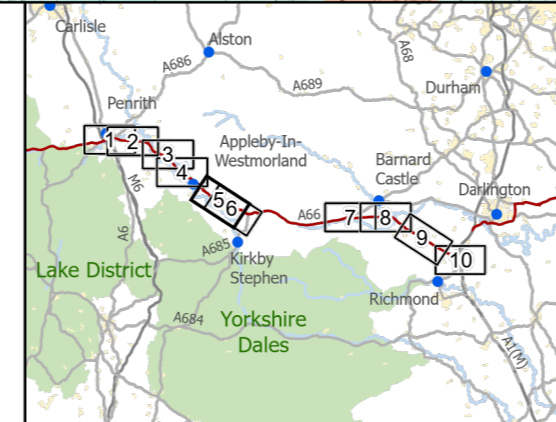 Carlisle
Alston
A686
A689
A68
Durham
Penrith
1
2
3
4
5
6
Appleby-In-
Westmorland
Barnard
Castle
Darlington
A66
7
8
9
10
M6
A6
A685
Kirkby
Stephen
Lake District
Richmond
A684
Yorkshire
Dales
A1(M)